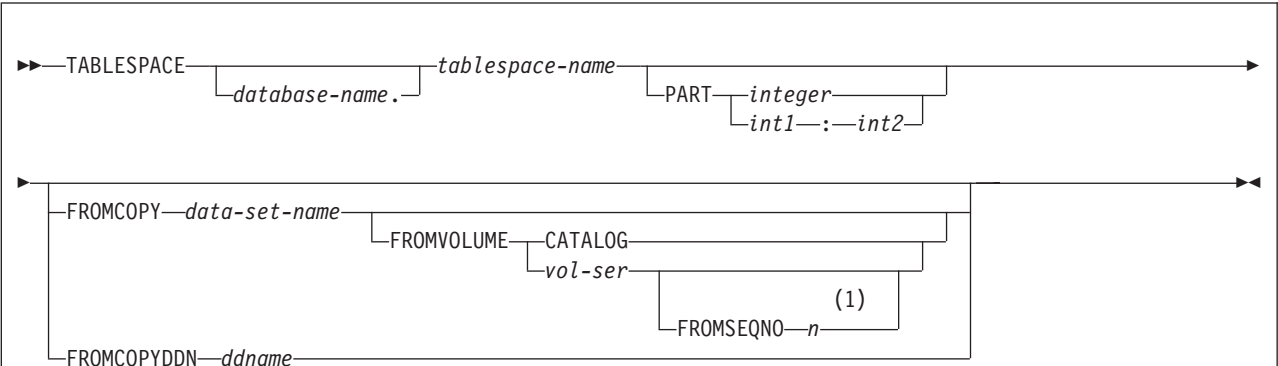 TABLESPACE database-name. tablespace-name PART integer
int1 : int2
FROMCOPY data-set-name
FROMVOLUME CATALOG
vol-ser
(1)
FROMSEQNO n
FROMCOPYDDN ddname